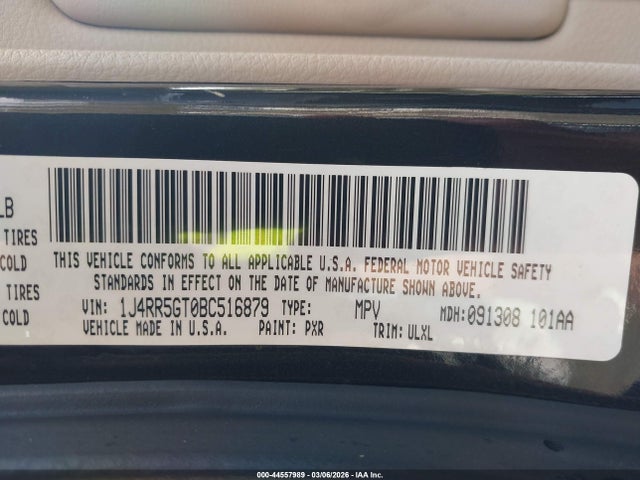 LB
TIRES
COLD
TIRES
COLD
THIS VEHICLE CONFORMS TO ALL APPLICABLE U.S.A. FEDERAL MOTOR VEHICLE SAFETY
STANDARDS IN EFFECT ON THE DATE OF MANUFACTURE SHOWN ABOVE.
VIN: 1J4RR5GT0BC516879 TYPE: MPV MDH:091308 101AA
VEHICLE MADE IN U.S.A. PAINT: PXR TRIM: ULXL
000-44557989 | 03/06/2026 | IAA Inc.